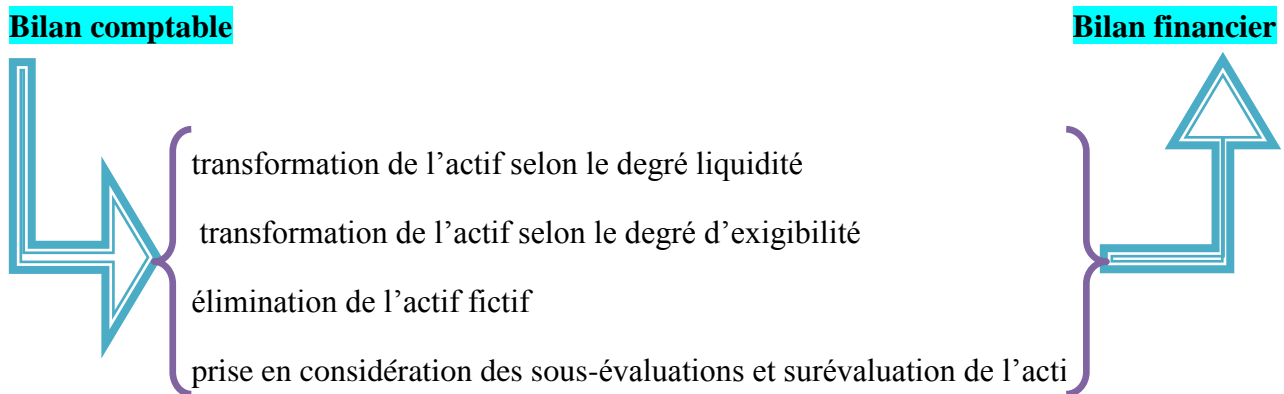 Bilan comptable
Bilan financier
transformation de l’actif selon le degré liquidité
transformation de l’actif selon le degré d’exigibilité
élimination de l’actif fictif
prise en considération des sous-évaluations et surévaluation de l’acti